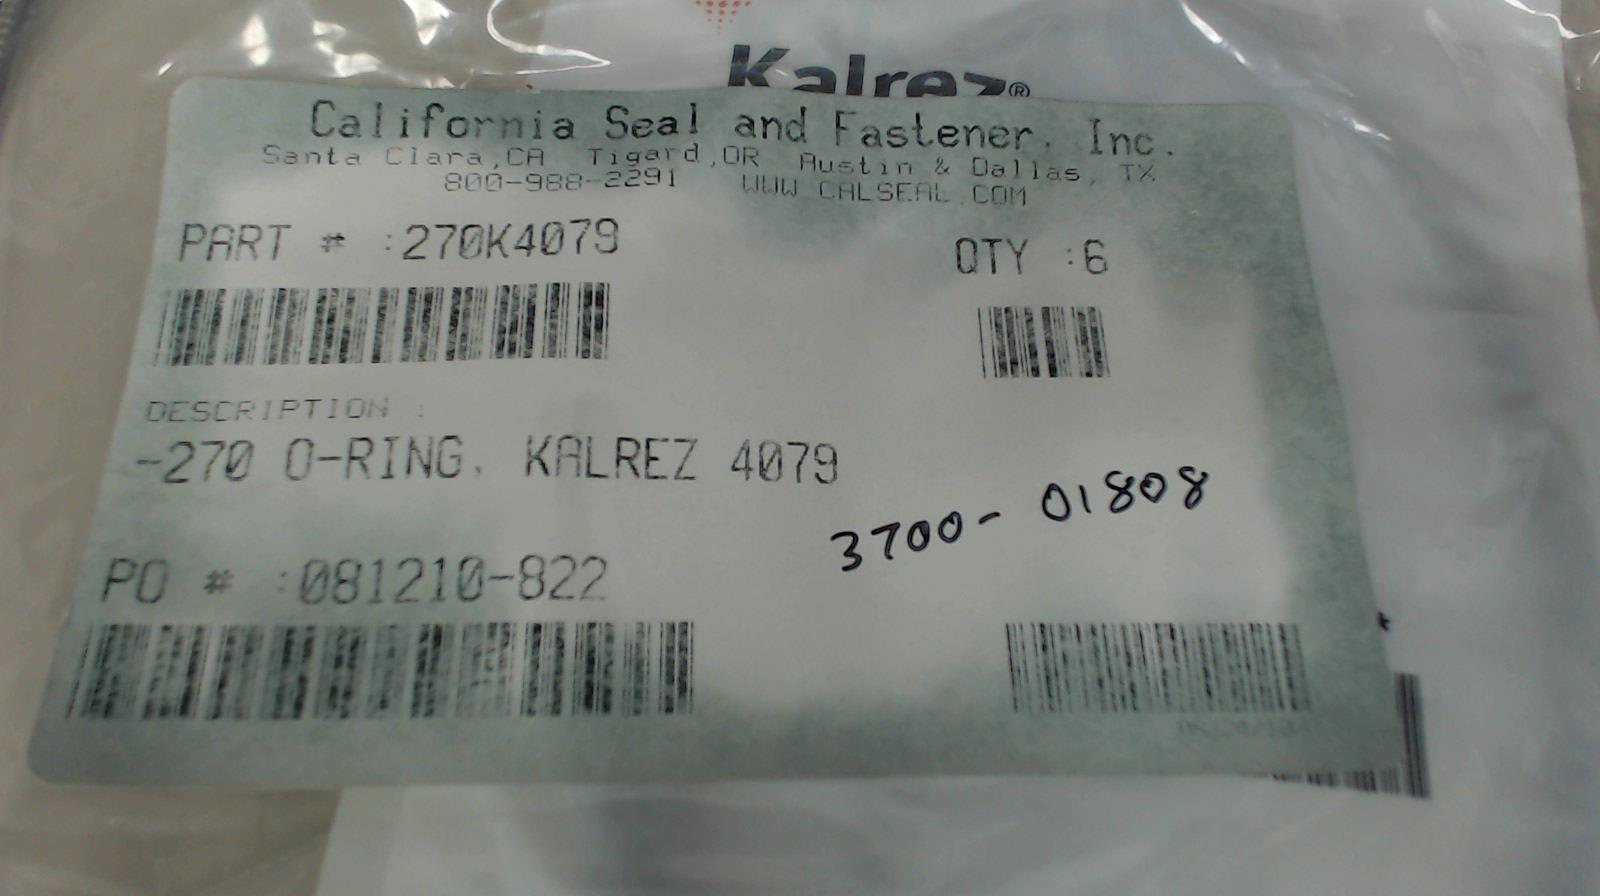 Kalrez®
California Seal and Fastener, Inc.
Santa Clara,CA Tigard,OR Austin & Dallas, TX
800-988-2291 WWW.CALSEAL.COM
PART # :270K4079
QTY :6
DESCRIPTION :
-270 O-RING, KALREZ 4079
3700-01808
PO # :081210-822
*